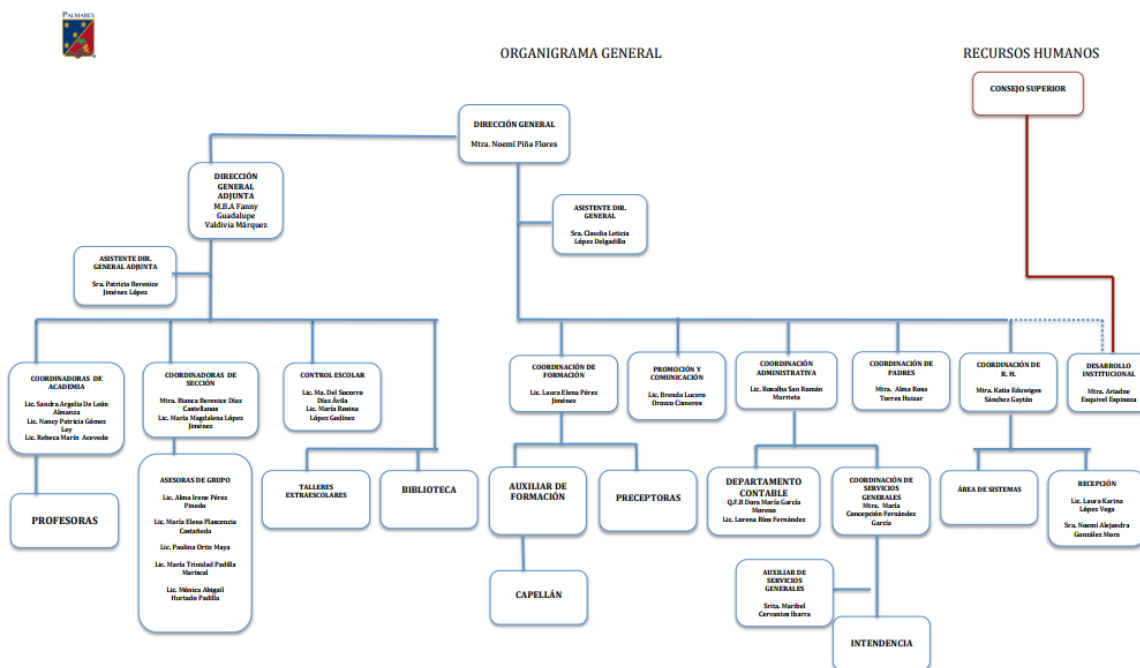 PALMARES
ORGANIGRAMA GENERAL
RECURSOS HUMANOS
CONSEJO SUPERIOR
DIRECCIÓN GENERAL
Mtra. Noemí Piña Flores
DIRECCIÓN
GENERAL
ADJUNTA
M.B.A Fanny
Guadalupe
Valdivia Márquez
ASISTENTE DIR.
GENERAL
Sra. Claudia Leticia
López Delgadillo
ASISTENTE DIR.
GENERAL ADJUNTA
Sra. Patricia Berenice
Jiménez López
COORDINADORAS DE
ACADEMIA
Lic. Sandra Argelia De León
Almanza
Lic. Nancy Patricia Gómez
Ley
Lic. Rebeca Marín Acevedo
COORDINADORAS DE
SECCIÓN
Mtra. Bianca Berenice Díaz
Castellanos
Lic. María Magdalena López
Jiménez
CONTROL ESCOLAR
Lic. Ma. Del Socorro
Díaz Ávila
Lic. María Rosina
López Godínez
COORDINACIÓN DE
FORMACIÓN
Lic. Laura Elena Pérez
Jiménez
PROMOCIÓN Y
COMUNICACIÓN
Lic. Brenda Lucero
Orozco Cisneros
COORDINACIÓN
ADMINISTRATIVA
Lic. Rosalba San Román
Murrieta
COORDINACIÓN DE
PADRES
Mtra. Alma Rosa
Torres Huizar
COORDINACIÓN DE
R. H.
Mtra. Katia Eduwiges
Sánchez Gaytán
DESARROLLO
INSTITUCIONAL
Mtra. Ariadne
Esquivel Espinoza
PROFESORAS
ASESORAS DE GRUPO
Lic. Alma Irene Pérez
Pinedo
Lic. María Elena Plascencia
Castañeda
Lic. Paulina Ortiz Maya
Lic. María Trinidad Padilla
Mariscal
Lic. Mónica Abigail
Hurtado Padilla
TALLERES
EXTRAESCOLARES
BIBLIOTECA
AUXILIAR DE
FORMACIÓN
PRECEPTORAS
DEPARTAMENTO
CONTABLE
Q.F.B Dora María García
Moreno
Lic. Lorena Ríos Fernández
COORDINACIÓN DE
SERVICIOS
GENERALES
Mtra. María
Concepción Fernández
García
ÁREA DE SISTEMAS
RECEPCIÓN
Lic. Laura Karina
López Vega
Sra. Noemí Alejandra
González Mora
CAPELLÁN
AUXILIAR DE
SERVICIOS
GENERALES
Srita. Maribel
Cervantes Ibarra
INTENDENCIA